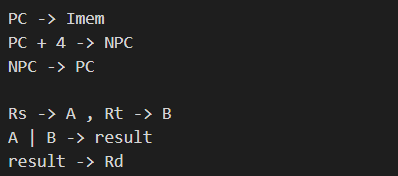 PC -> Imem
PC + 4 -> NPC
NPC -> PC
Rs -> A , Rt -> B
A | B -> result
result -> Rd